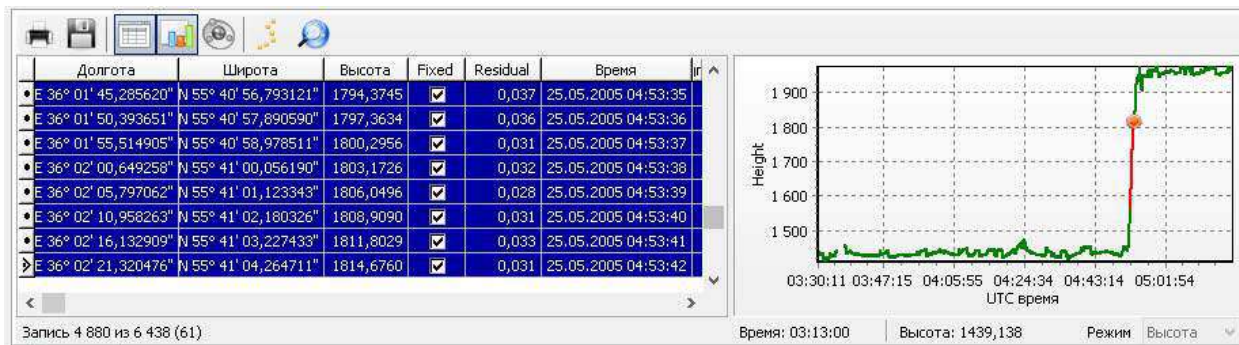 Долгота Широта Высота Fixed Residual Время
E 36° 01' 45,285620" N 55° 40' 56,793121" 1794,3745 0,037 25.05.2005 04:53:35
E 36° 01' 50,393651" N 55° 40' 57,890590" 1797,3634 0,036 25.05.2005 04:53:36
E 36° 01' 55,514905" N 55° 40' 58,978511" 1800,2956 0,031 25.05.2005 04:53:37
E 36° 02' 00,649258" N 55° 41' 00,056190" 1803,1726 0,032 25.05.2005 04:53:38
E 36° 02' 05,797062" N 55° 41' 01,123343" 1806,0496 0,028 25.05.2005 04:53:39
E 36° 02' 10,958263" N 55° 41' 02,180326" 1808,9090 0,031 25.05.2005 04:53:40
E 36° 02' 16,132909" N 55° 41' 03,227433" 1811,8029 0,033 25.05.2005 04:53:41
E 36° 02' 21,320476" N 55° 41' 04,264711" 1814,6760 0,031 25.05.2005 04:53:42
Запись 4 880 из 6 438 (61)
Height
1 900
1 800
1 700
1 600
1 500
03:30:11 03:47:15 04:05:55 04:24:34 04:43:14 05:01:54
UTC время
Время: 03:13:00 Высота: 1439,138 Режим Высота